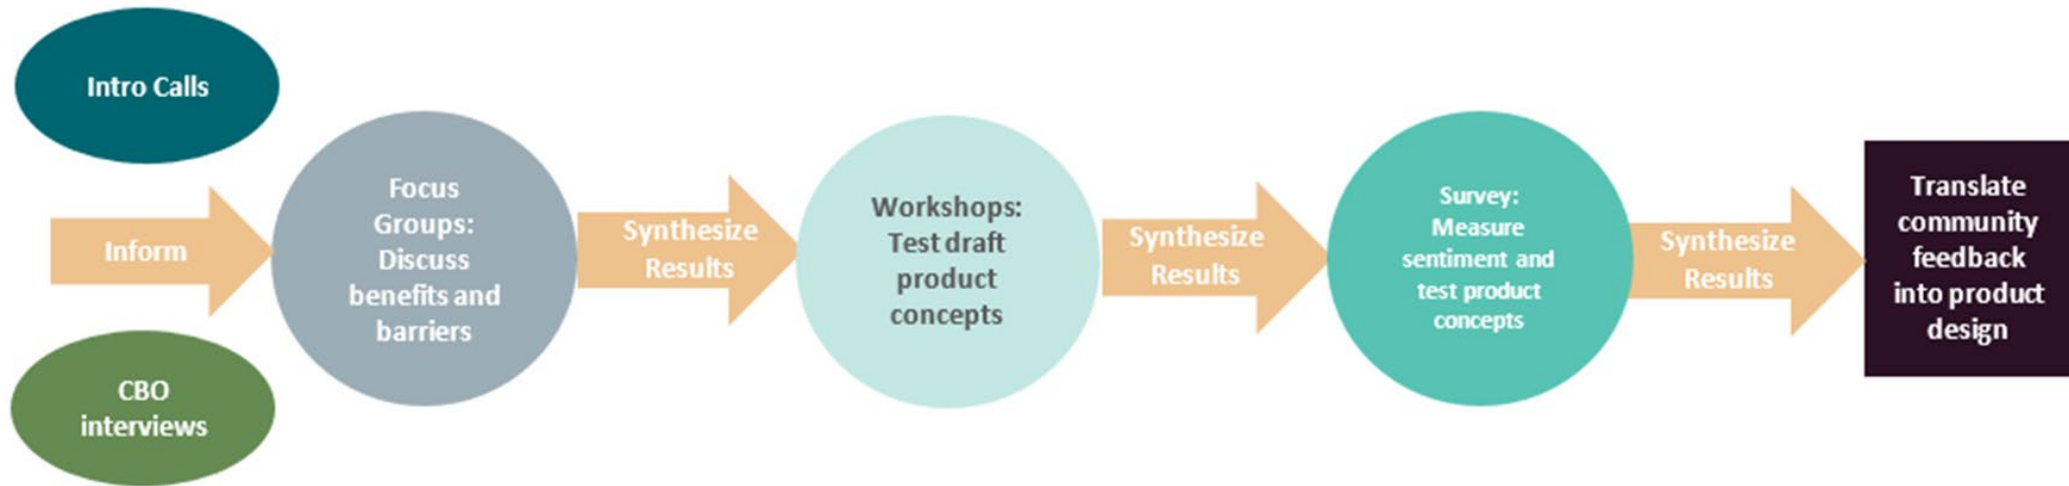 Intro Calls
Inform
CBO
interviews
Focus
Groups:
Discuss
benefits and
barriers
Synthesize
Results
Workshops:
Test draft
product
concepts
Synthesize
Results
Survey:
Measure
sentiment and
test product
concepts
Synthesize
Results
Translate
community
feedback
into product
design